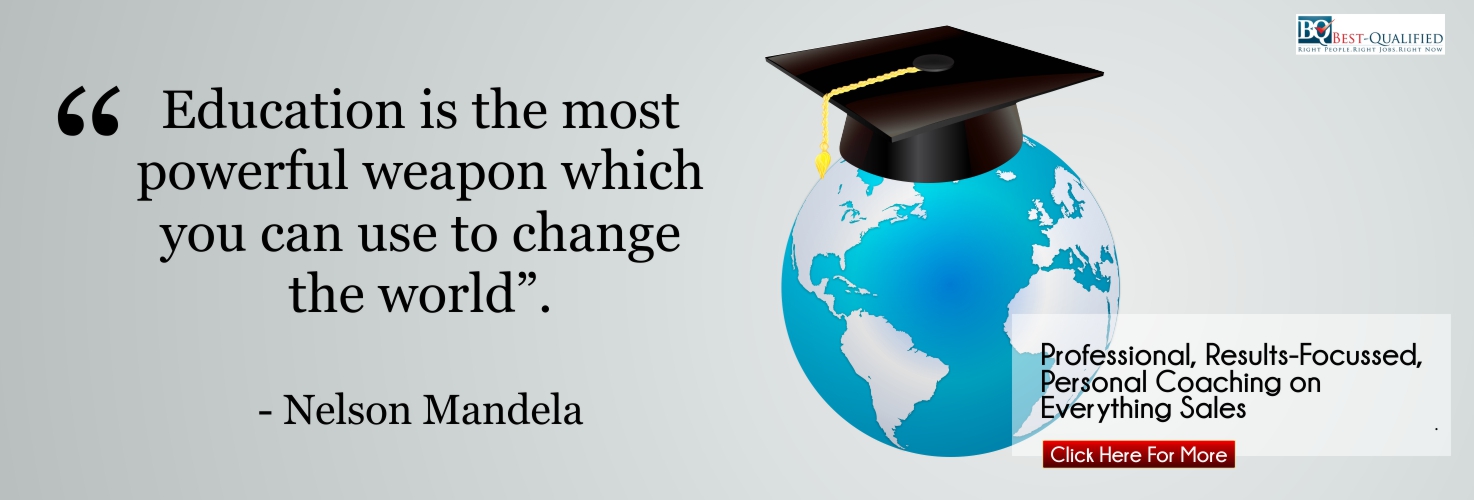 “ Education is the most
powerful weapon which
you can use to change
the world”.
- Nelson Mandela
BQ BEST-QUALIFIED
RIGHT PEOPLE.RIGHT JOBS.RIGHT NOW
Professional, Results-Focussed,
Personal Coaching on
Everything Sales
.
Click Here For More